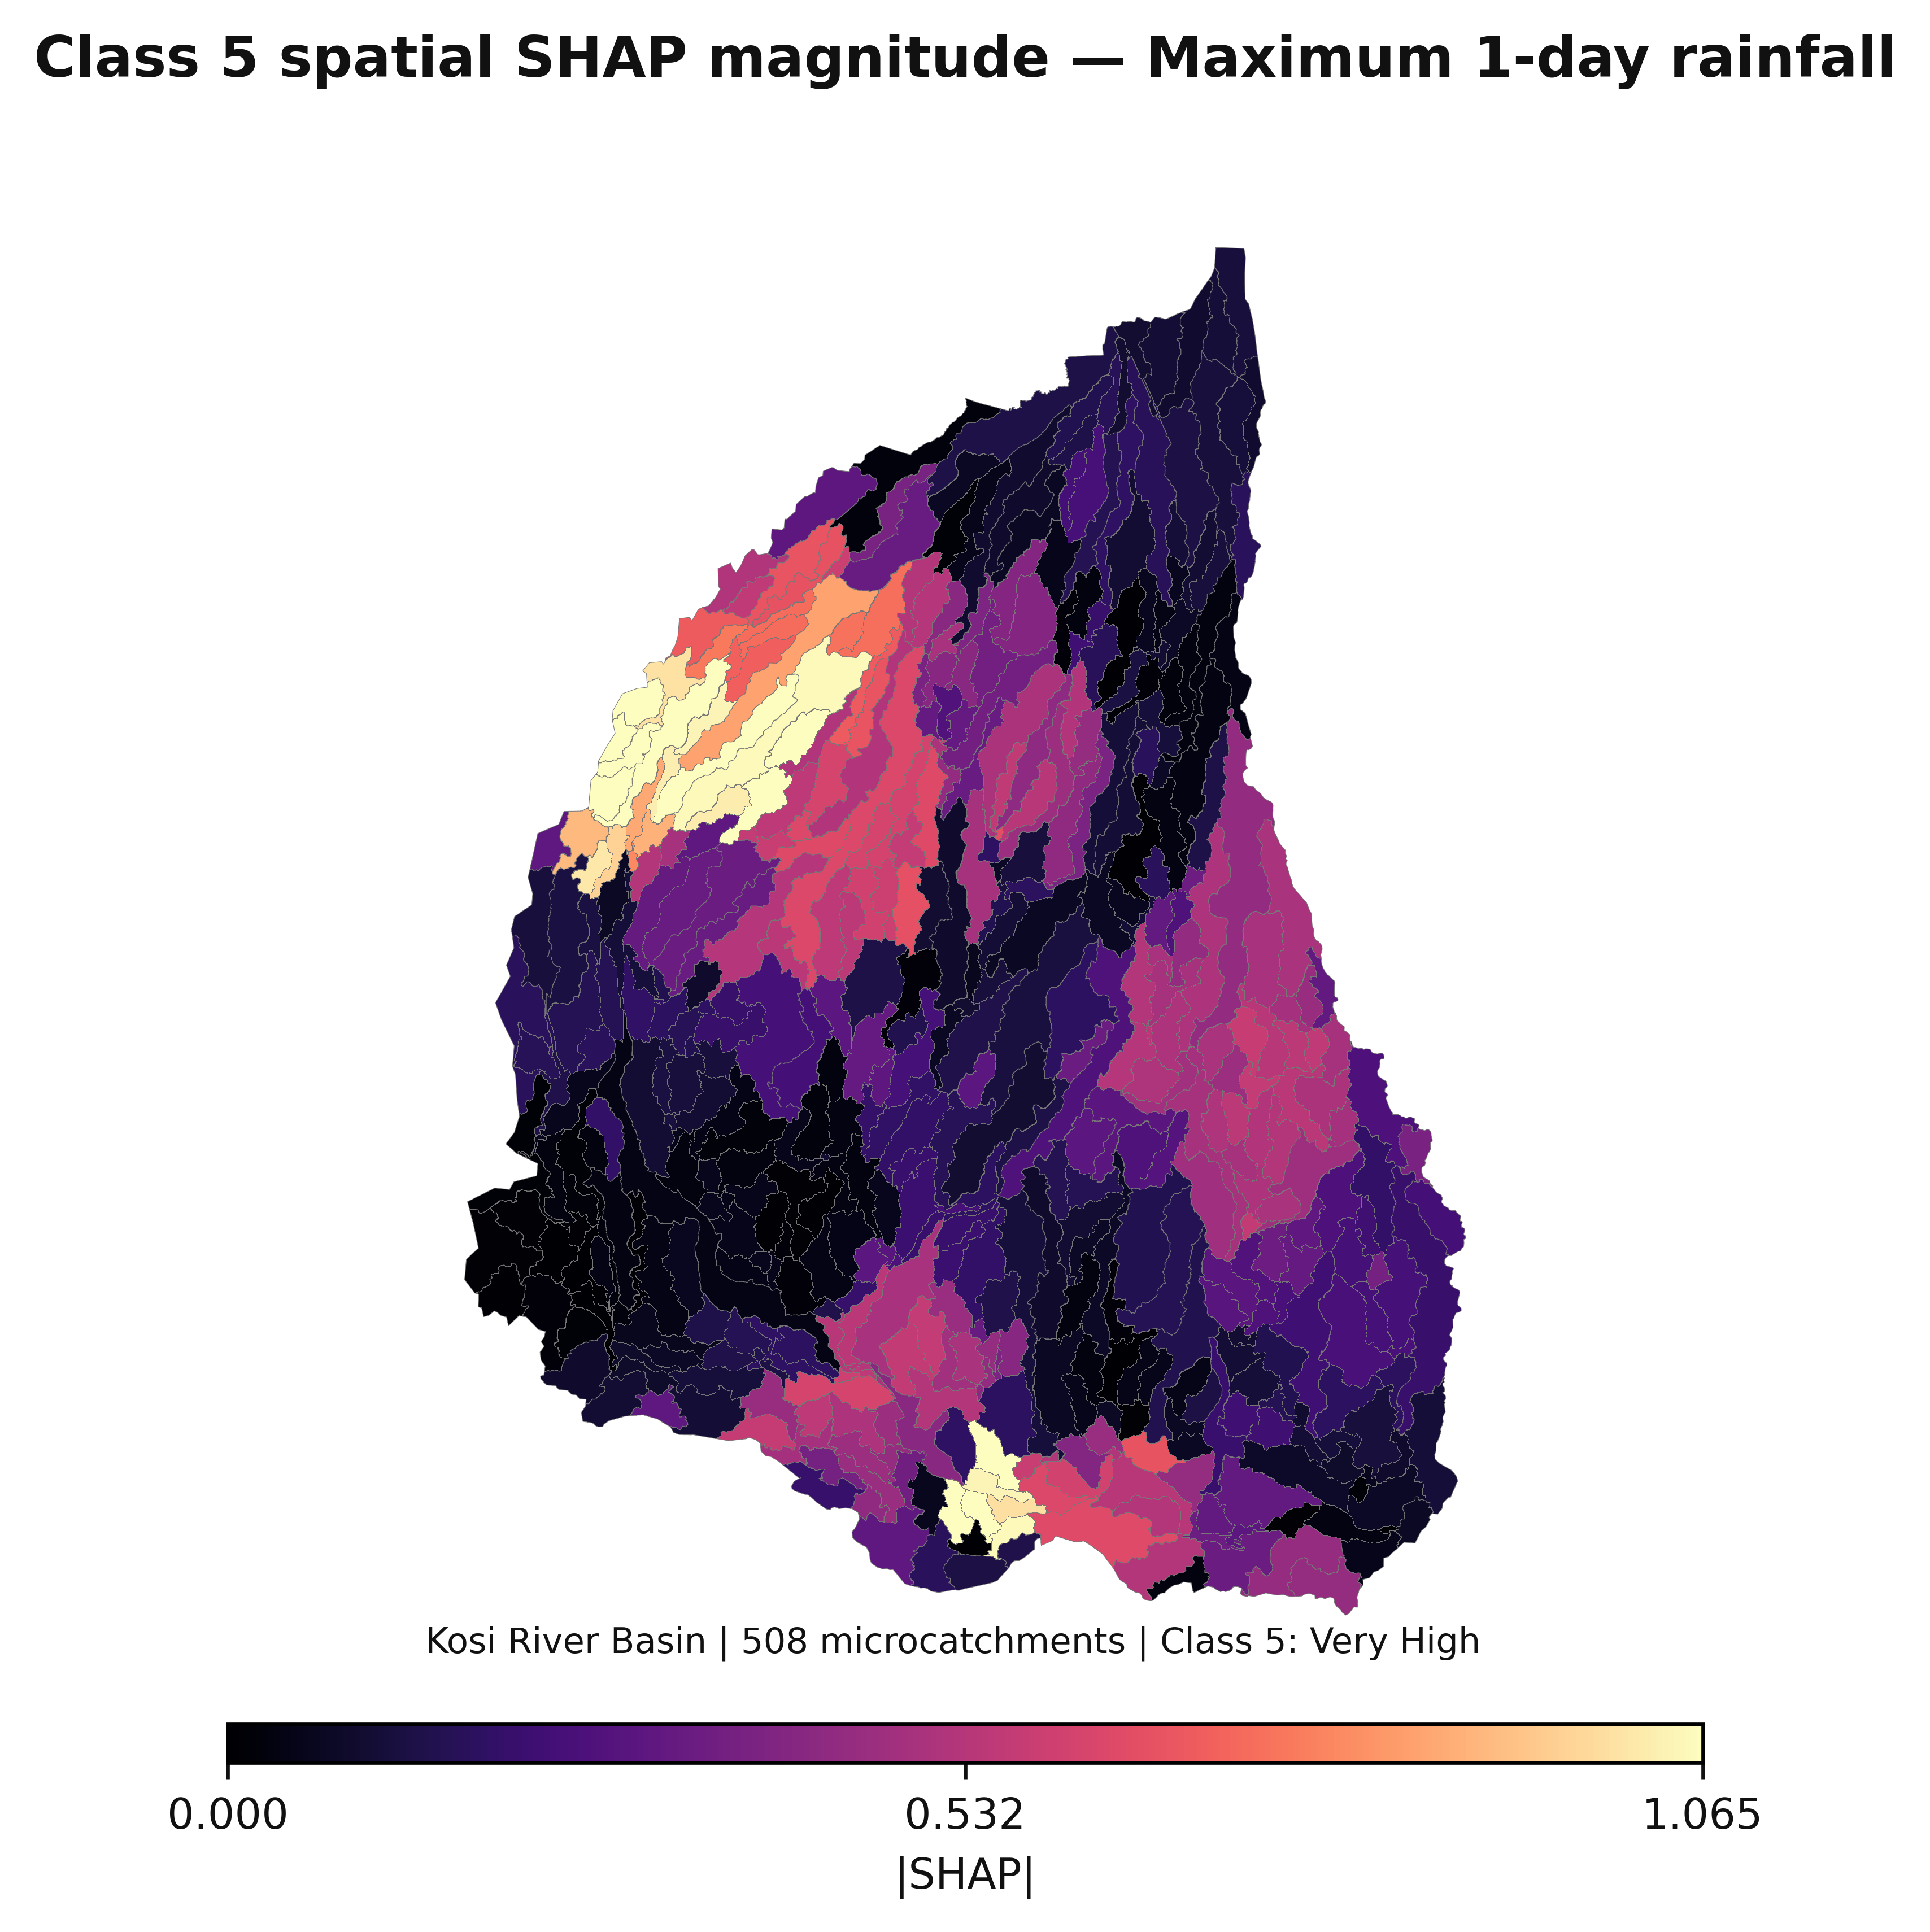 Class 5 spatial SHAP magnitude — Maximum 1-day rainfall
Kosi River Basin | 508 microcatchments | Class 5: Very High
0.000
0.532
1.065
|SHAP|